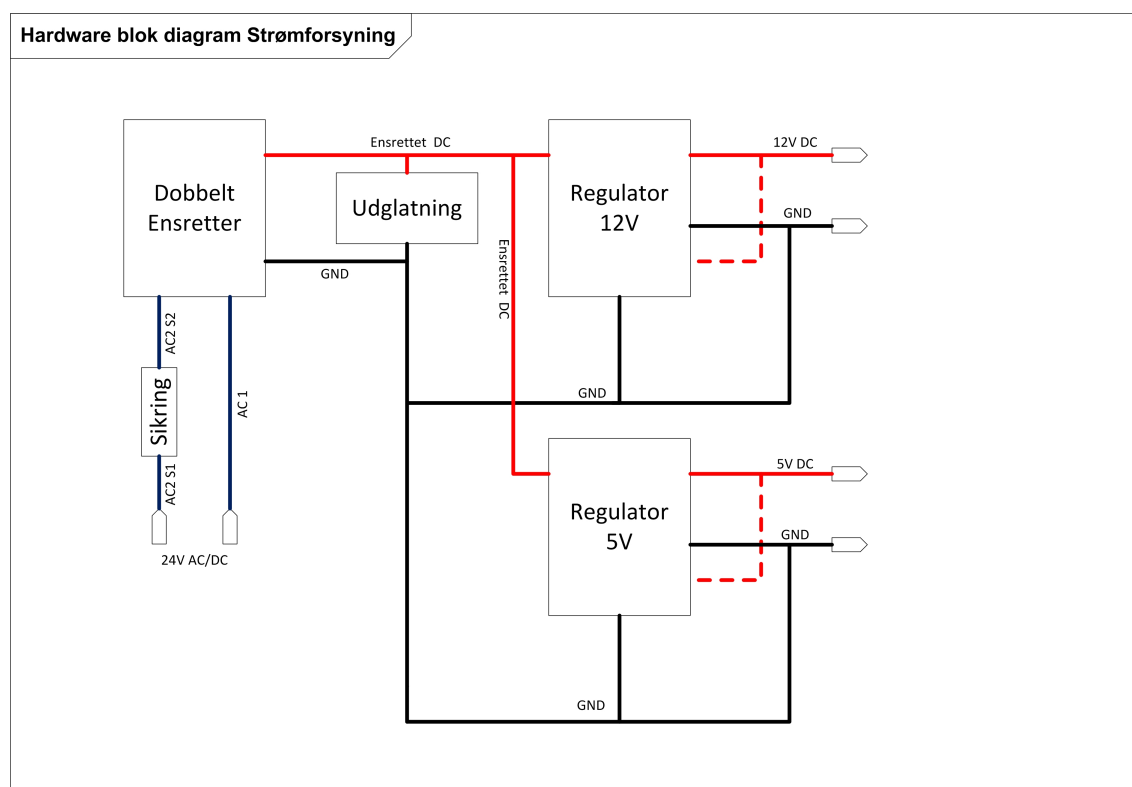 Hardware blok diagram Strømforsyning
Ensrettet DC
12V DC
Dobbelt
Ensretter
Udglatning
Regulator
12V
GND
GND
Ensrettet DC
AC2 S2
AC 1
Sikring
AC2 S1
24V AC/DC
GND
5V DC
Regulator
5V
GND
GND